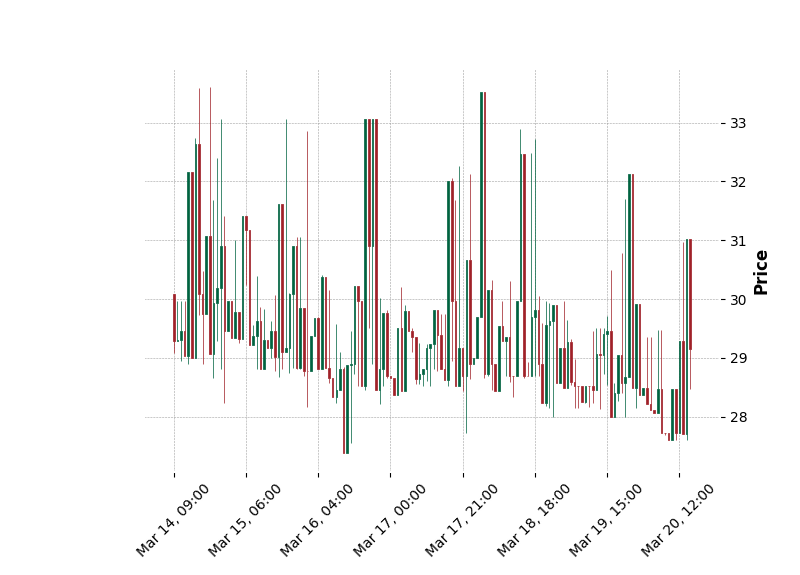 33
32
31
30
29
28
Price
Mar 14, 09:00
Mar 15, 06:00
Mar 16, 04:00
Mar 17, 00:00
Mar 17, 21:00
Mar 18, 18:00
Mar 19, 15:00
Mar 20, 12:00